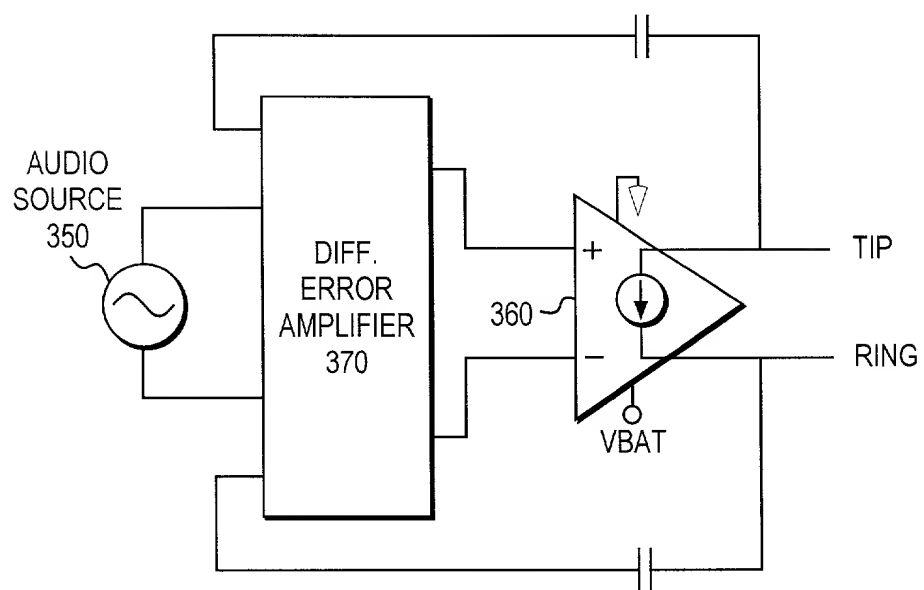 AUDIO
SOURCE
350
DIFF.
ERROR
AMPLIFIER
370
360
+
−
VBAT
TIP
RING